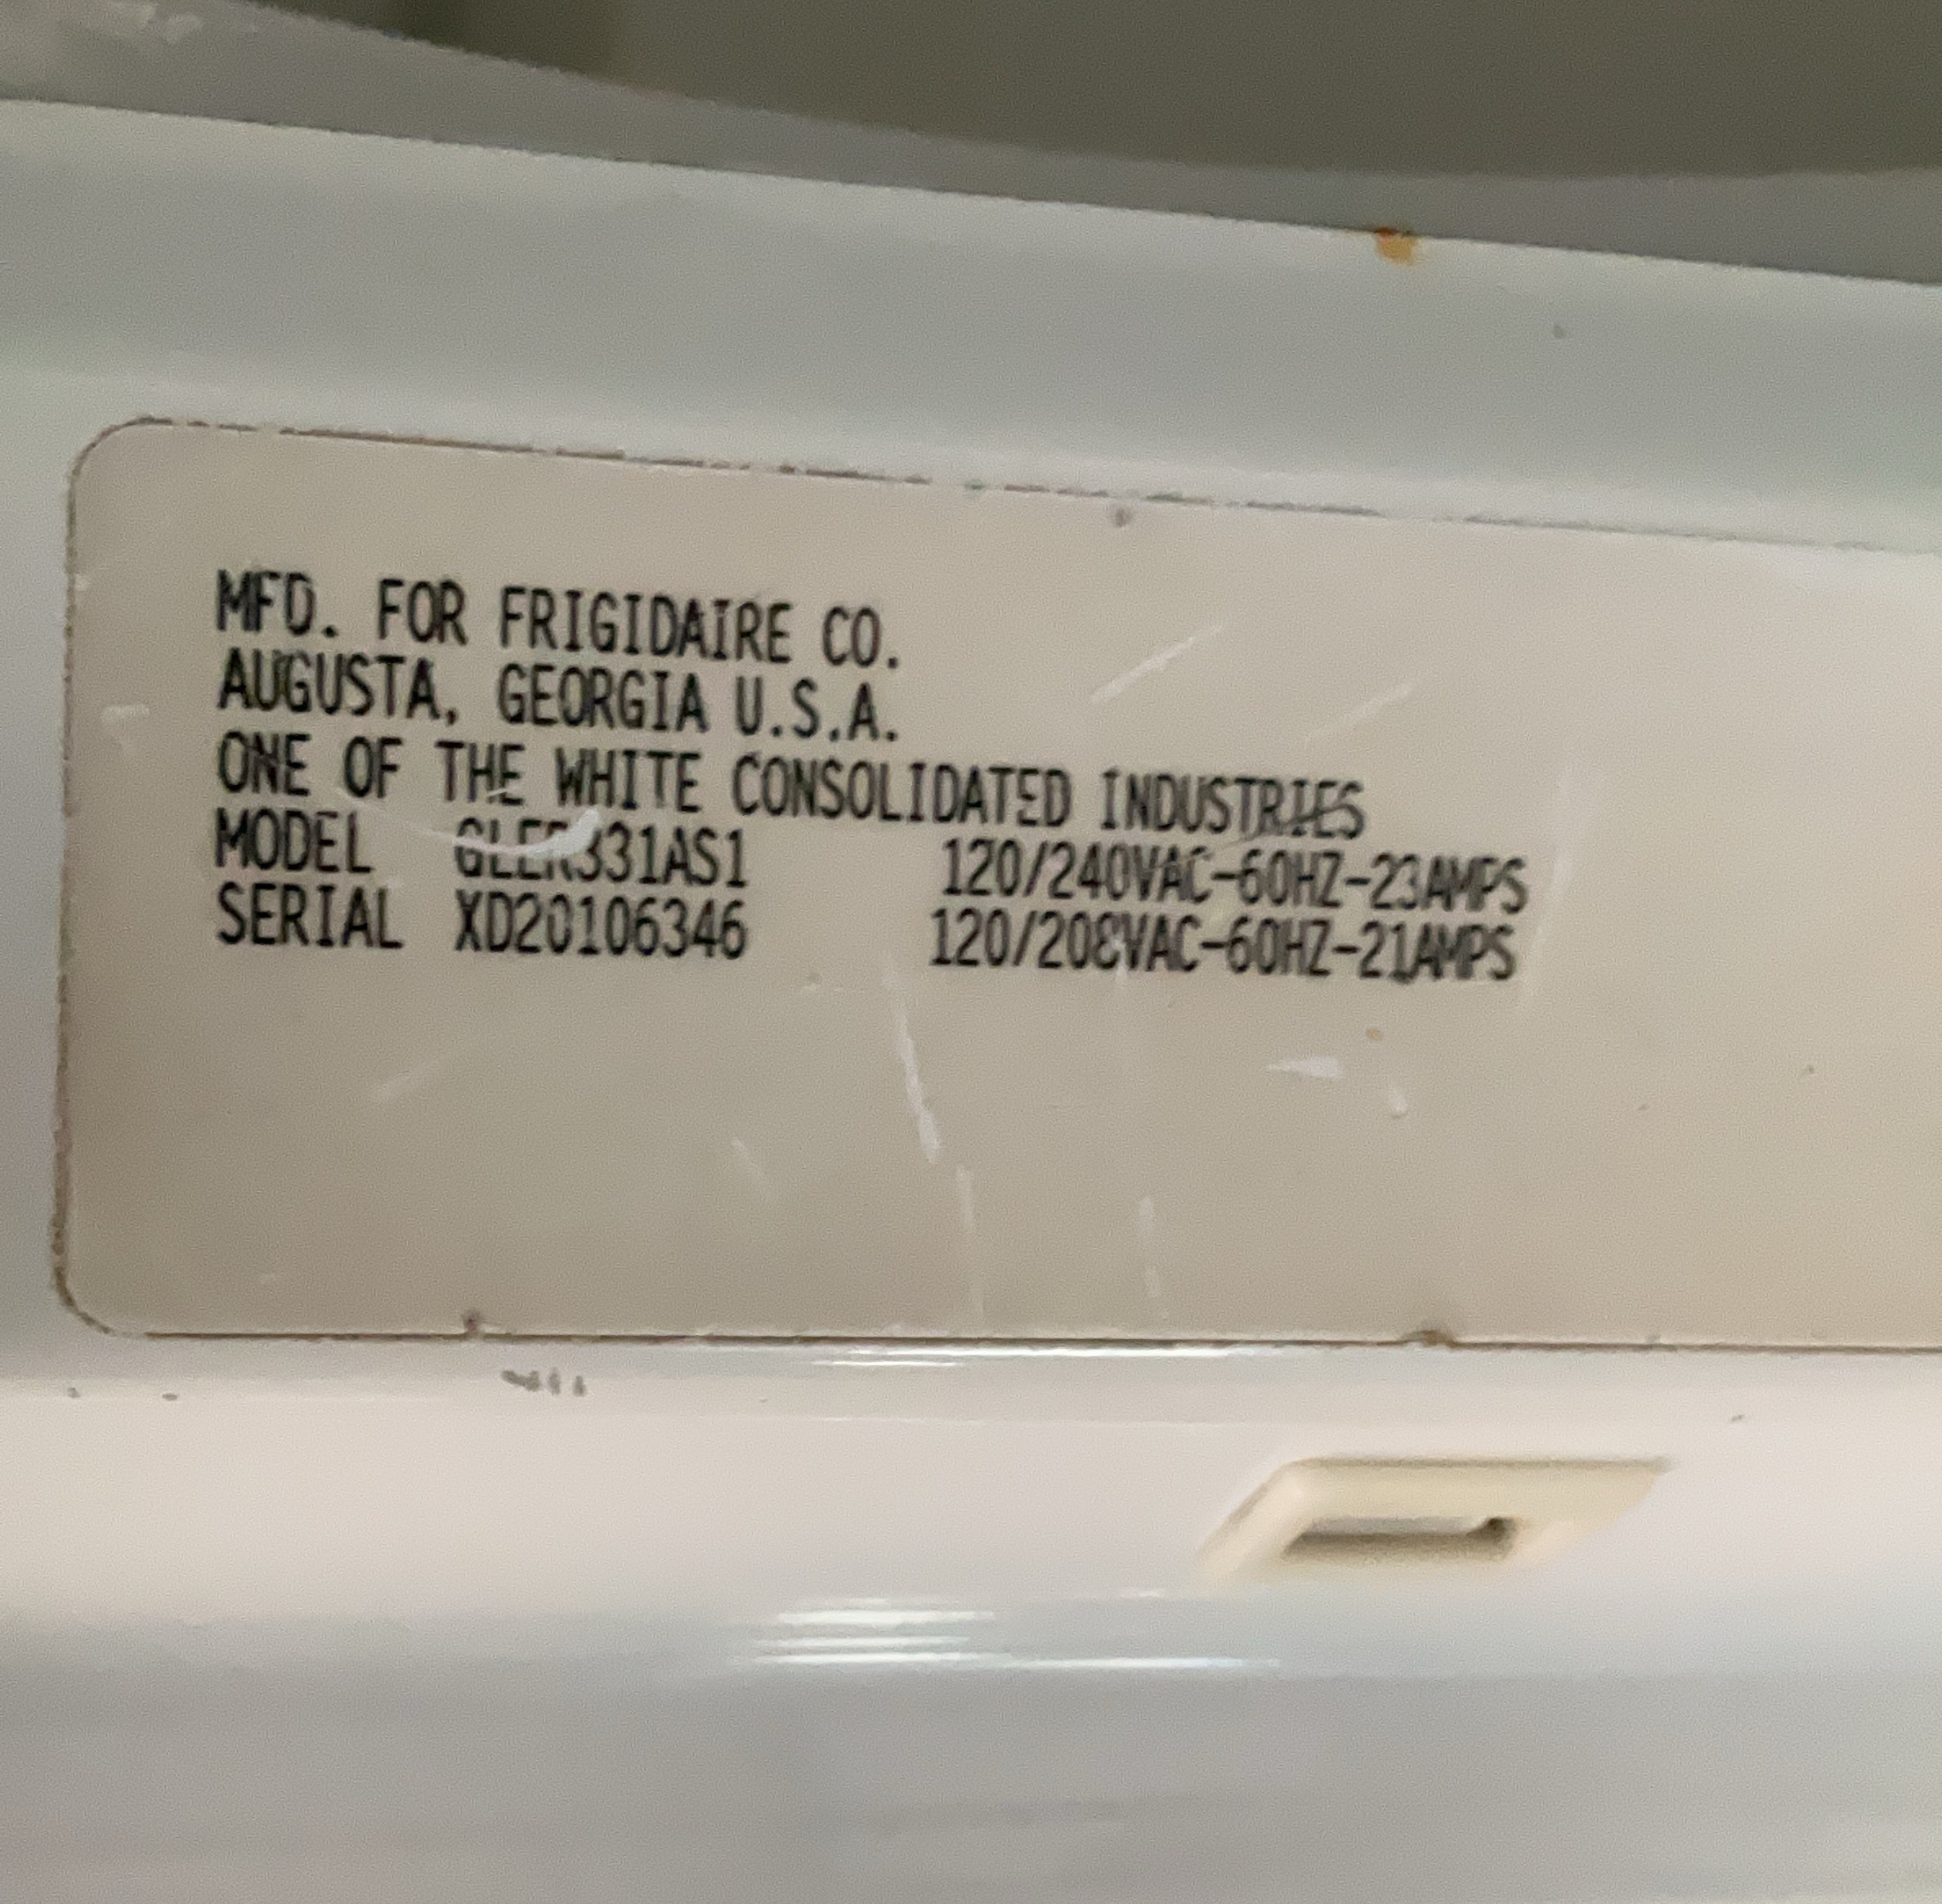 MFD. FOR FRIGIDAIRE CO.
AUGUSTA, GEORGIA U.S.A.
ONE OF THE WHITE CONSOLIDATED INDUSTRIES
MODEL 120/240VAC-60HZ-23AMPS
SERIAL XD20106346 120/208VAC-60HZ-21AMPS